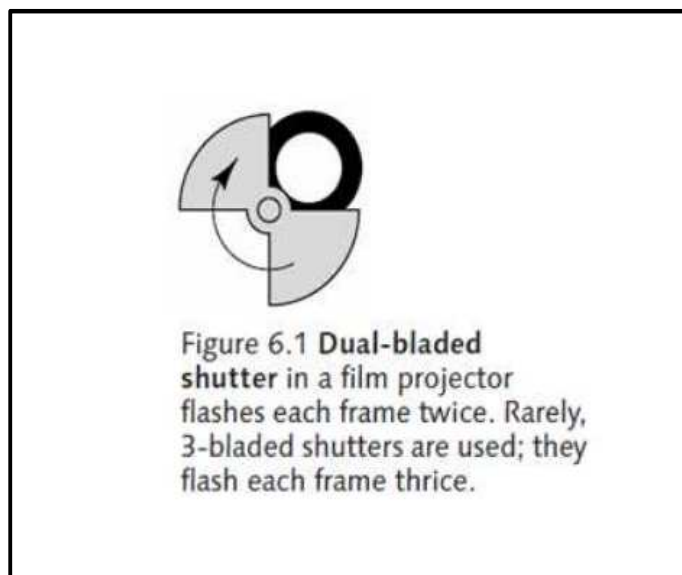 Figure 6.1 Dual-bladed
shutter in a film projector
flashes each frame twice. Rarely,
3-bladed shutters are used; they
flash each frame thrice.